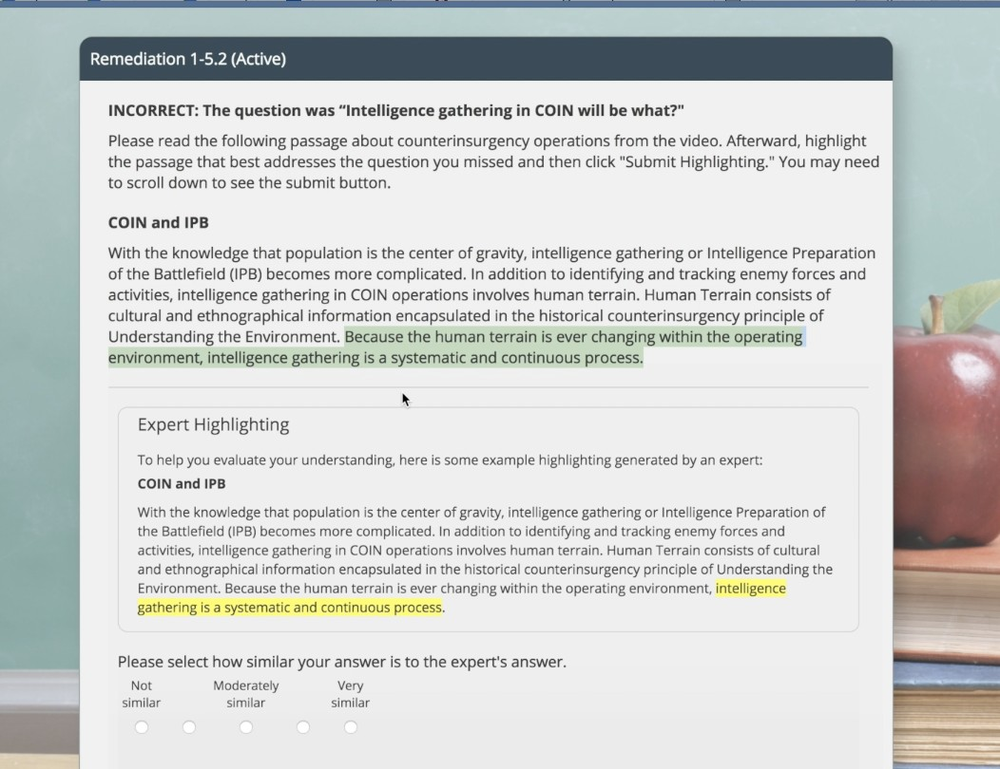 Remediation 1-5.2 (Active)
INCORRECT: The question was “Intelligence gathering in COIN will be what?"
Please read the following passage about counterinsurgency operations from the video. Afterward, highlight
the passage that best addresses the question you missed and then click "Submit Highlighting." You may need
to scroll down to see the submit button.
COIN and IPB
With the knowledge that population is the center of gravity, intelligence gathering or Intelligence Preparation
of the Battlefield (IPB) becomes more complicated. In addition to identifying and tracking enemy forces and
activities, intelligence gathering in COIN operations involves human terrain. Human Terrain consists of
cultural and ethnographical information encapsulated in the historical counterinsurgency principle of
Understanding the Environment. Because the human terrain is ever changing within the operating
environment, intelligence gathering is a systematic and continuous process.
Expert Highlighting
To help you evaluate your understanding, here is some example highlighting generated by an expert:
COIN and IPB
With the knowledge that population is the center of gravity, intelligence gathering or Intelligence Preparation of
the Battlefield (IPB) becomes more complicated. In addition to identifying and tracking enemy forces and
activities, intelligence gathering in COIN operations involves human terrain. Human Terrain consists of cultural
and ethnographical information encapsulated in the historical counterinsurgency principle of Understanding the
Environment. Because the human terrain is ever changing within the operating environment, intelligence
gathering is a systematic and continuous process.
Please select how similar your answer is to the expert's answer.
Not similar
Moderately similar
Very similar